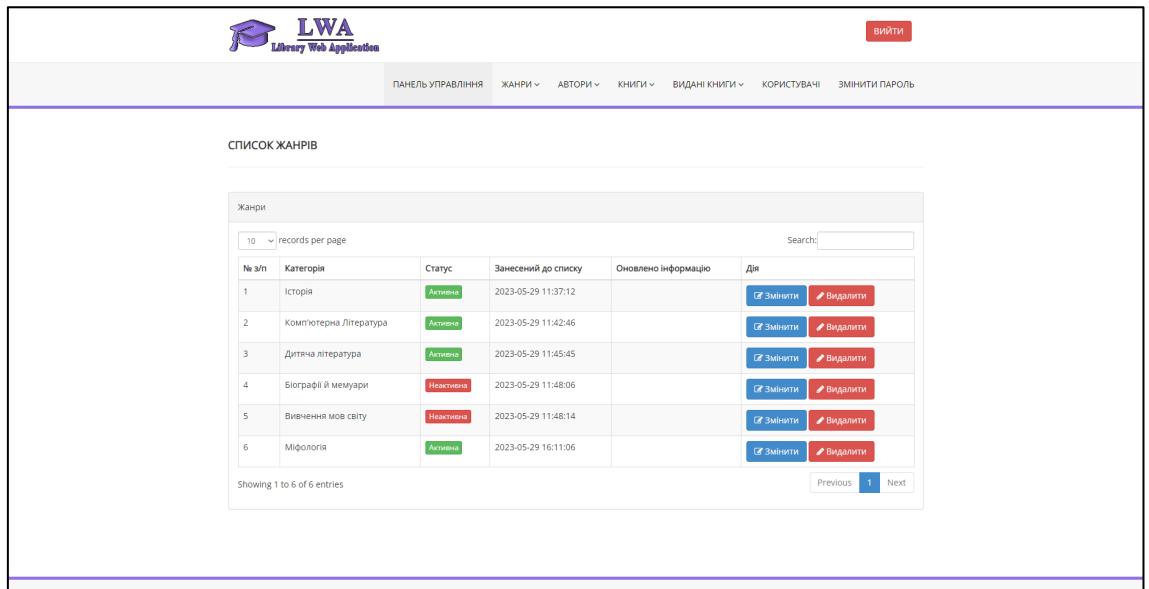 LWA
ВИЙТИ
Library Web Application
ПАНЕЛЬ УПРАВЛІННЯ ЖАНРИ АВТОРИ КНИГИ ВИДАНІ КНИГИ КОРИСТУВАЧІ ЗМІНИТИ ПАРОЛЬ
СПИСОК ЖАНРІВ
Жанри
10 records per page Search:
№ з/п Категорія Статус Занесений до списку Оновлено інформацію Дія
1 Історія Активна 2023-05-29 11:37:12 Змінити Видалити
2 Комп'ютерна Література Активна 2023-05-29 11:42:46 Змінити Видалити
3 Дитяча література Активна 2023-05-29 11:45:45 Змінити Видалити
4 Біографії й мемуари Неактивна 2023-05-29 11:48:06 Змінити Видалити
5 Вивчення мов світу Неактивна 2023-05-29 11:48:14 Змінити Видалити
6 Міфологія Активна 2023-05-29 16:11:06 Змінити Видалити
Showing 1 to 6 of 6 entries Previous 1 Next